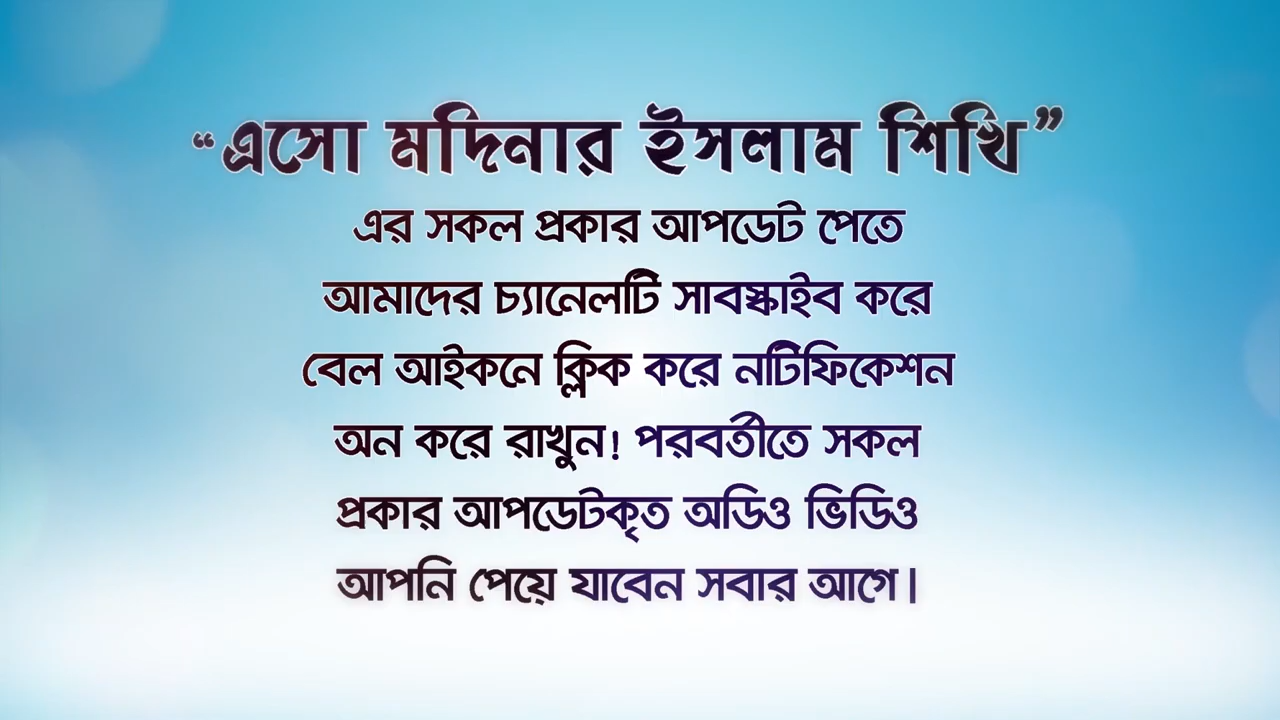 “এসো মদিনার ইসলাম শিখি”
এর সকল প্রকার আপডেট পেতে
আমাদের চ্যানেলটি সাবস্কাইব করে
বেল আইকনে ক্লিক করে নটিফিকেশন
অন করে রাখুন! পরবর্তীতে সকল
প্রকার আপডেটকৃত অডিও ভিডিও
আপনি পেয়ে যাবেন সবার আগে।